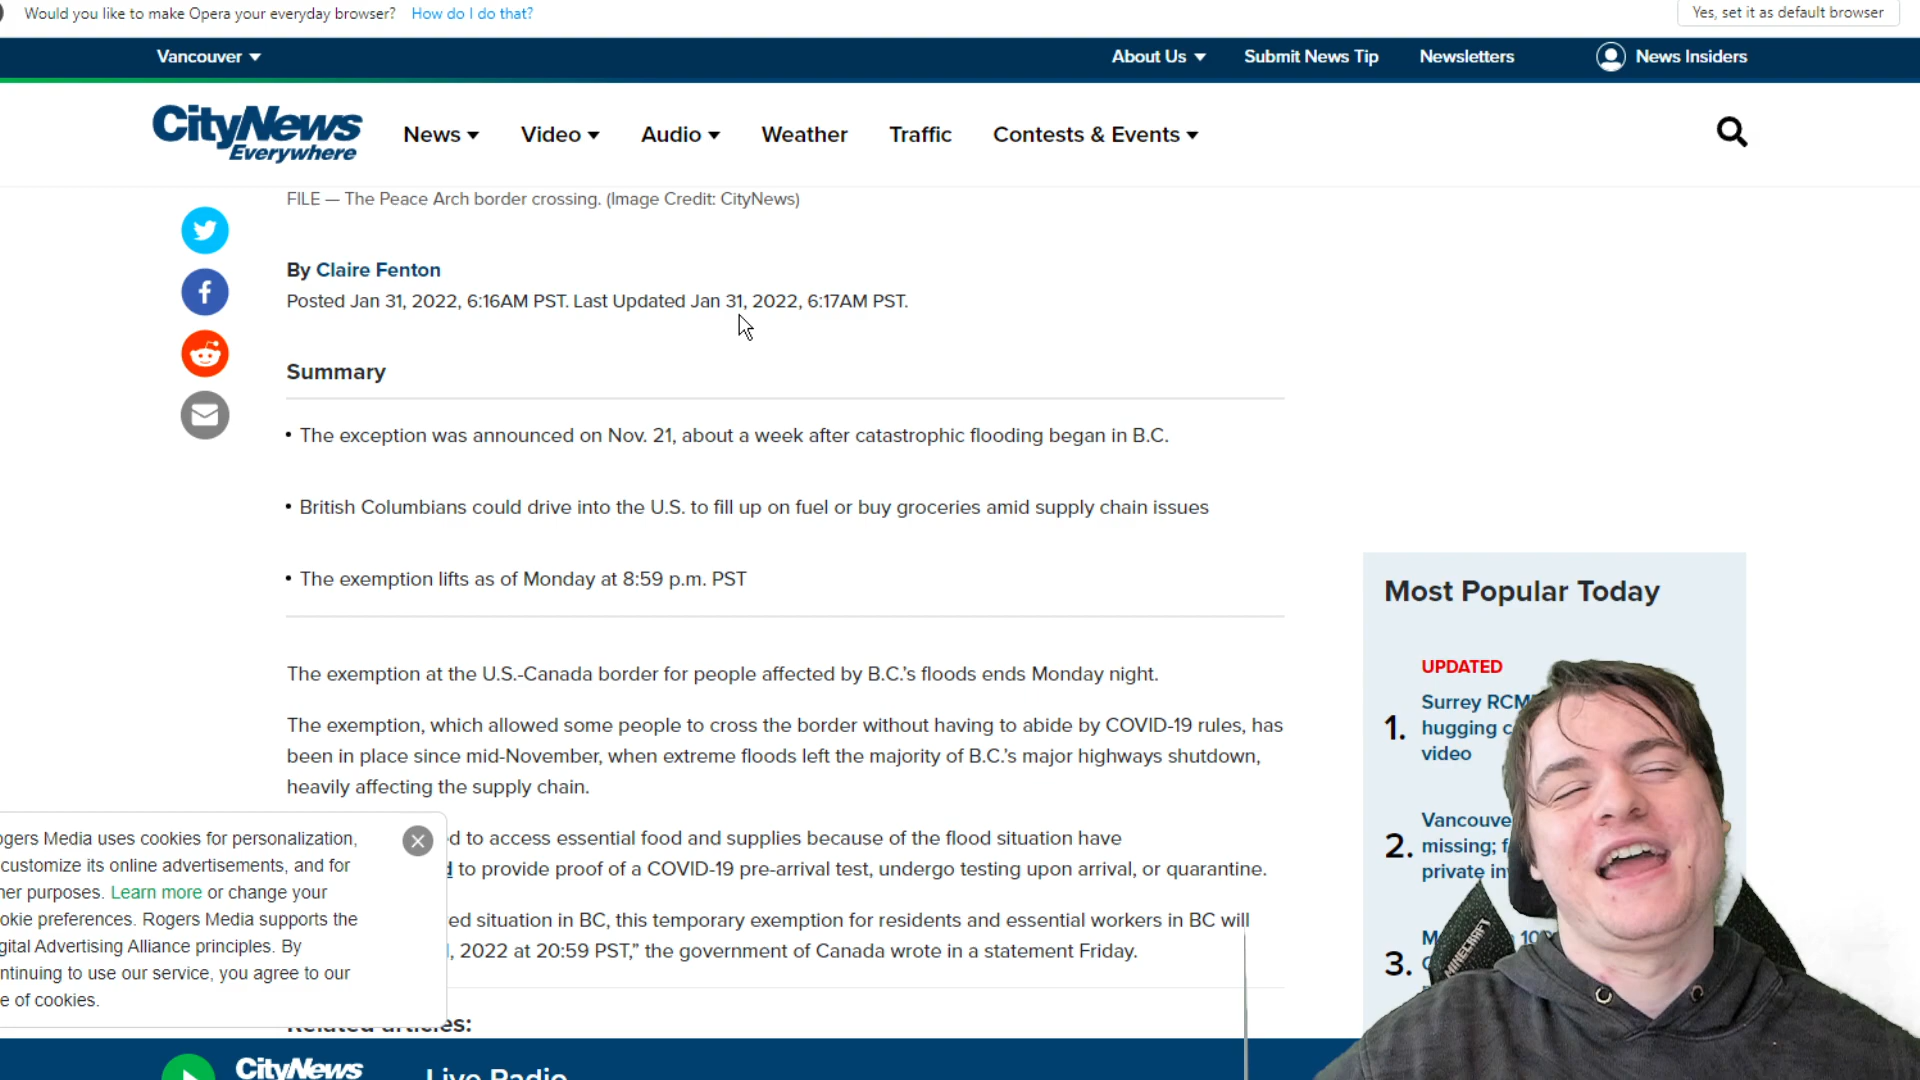 Would you like to make Opera your everyday browser? How do I do that? Yes, set it as default browser
Vancouver About Us Submit News Tip Newsletters News Insiders
CityNews
Everywhere
News Video Audio Weather Traffic Contests & Events
FILE — The Peace Arch border crossing. (Image Credit: CityNews)
By Claire Fenton
Posted Jan 31, 2022, 6:16AM PST. Last Updated Jan 31, 2022, 6:17AM PST.
Summary
• The exception was announced on Nov. 21, about a week after catastrophic flooding began in B.C.
• British Columbians could drive into the U.S. to fill up on fuel or buy groceries amid supply chain issues
• The exemption lifts as of Monday at 8:59 p.m. PST
The exemption at the U.S.-Canada border for people affected by B.C.'s floods ends Monday night.
The exemption, which allowed some people to cross the border without having to abide by COVID-19 rules, has
been in place since mid-November, when extreme floods left the majority of B.C.'s major highways shutdown,
heavily affecting the supply chain.
to access essential food and supplies because of the flood situation have
to provide proof of a COVID-19 pre-arrival test, undergo testing upon arrival, or quarantine.
situation in BC, this temporary exemption for residents and essential workers in BC will
, 2022 at 20:59 PST,” the government of Canada wrote in a statement Friday.
Related articles:
ogers Media uses cookies for personalization,
customize its online advertisements, and for
her purposes. Learn more or change your
okie preferences. Rogers Media supports the
gital Advertising Alliance principles. By
ntinuing to use our service, you agree to our
e of cookies.
Most Popular Today
UPDATED
1. Surrey RCM
hugging
video
2. Vancouve
missing;
private in
3.
MINECRAFT
CityNews Live Radio